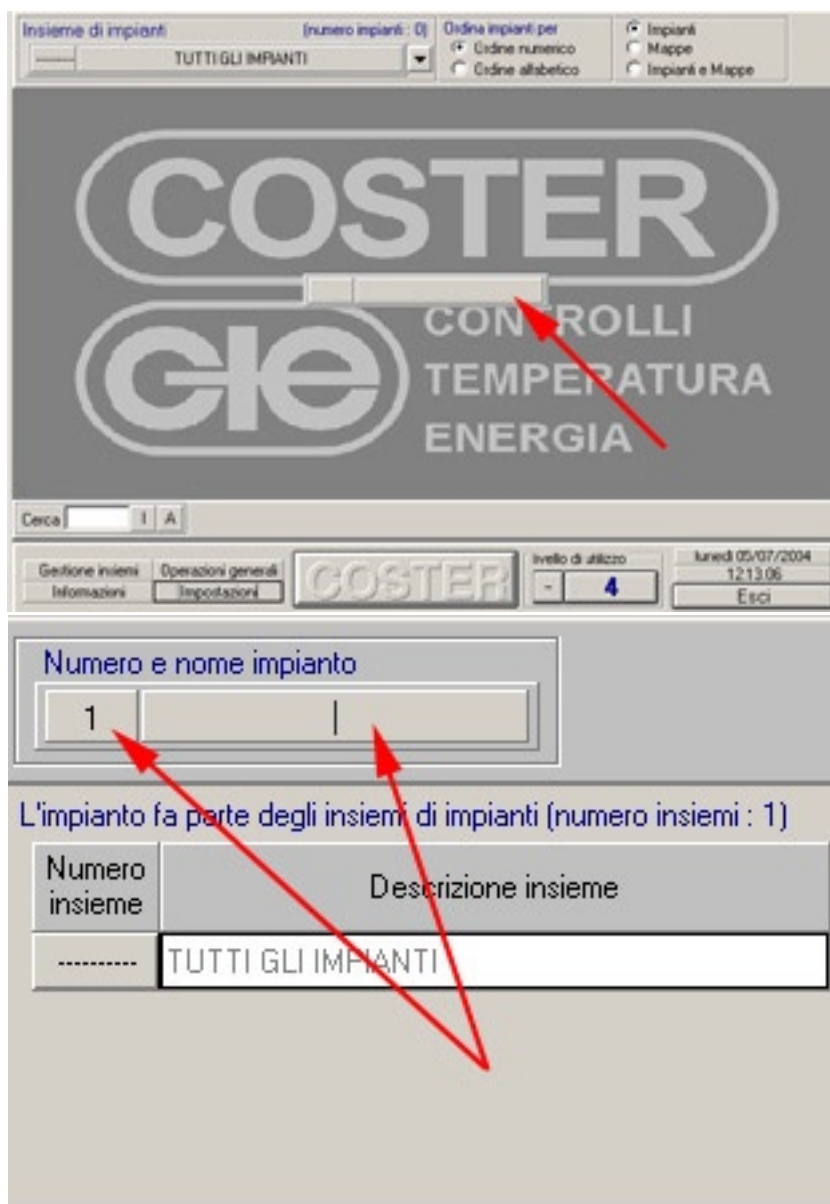 Insieme di impianti (numero impianti : 0)
------ TUTTI GLI IMPIANTI
Ordina impianti per
Ordine numerico
Ordine alfabetico
Impianti
Mappe
Impianti e Mappe
COSTER
CONTROLLI
TEMPERATURA
ENERGIA
Cerca I A
Gestione insiemi Operazioni generali
Informazioni Impostazioni
COSTER
livello di utilizzo
- 4
lunedì 05/07/2004
12.13.06
Esci
Numero e nome impianto
1
L'impianto fa parte degli insiemi di impianti (numero insiemi : 1)
Numero
insieme
Descrizione insieme
---------- TUTTI GLI IMPIANTI